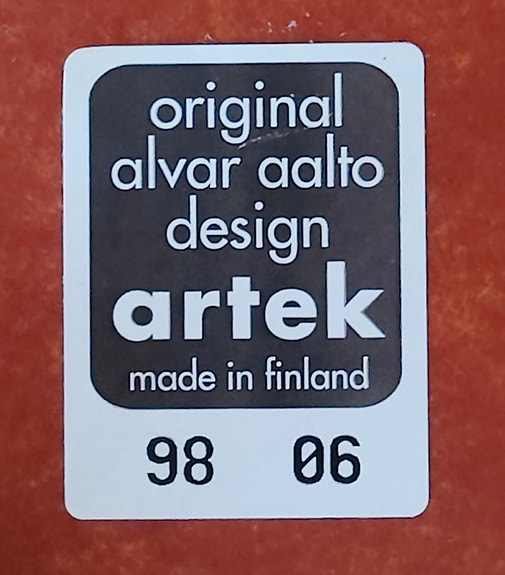 original
alvar aalto
design
artek
made in finland
98 06